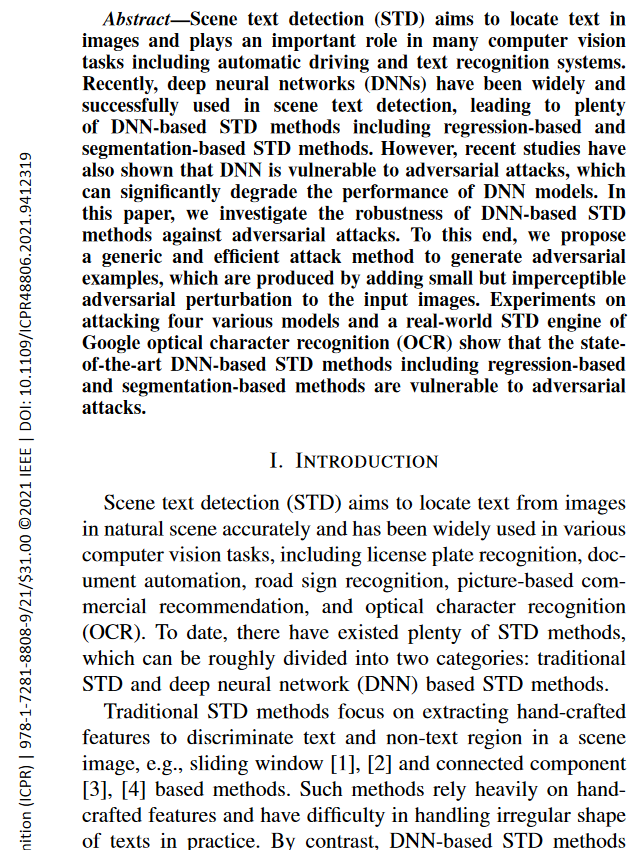 Abstract—Scene text detection (STD) aims to locate text in
images and plays an important role in many computer vision
tasks including automatic driving and text recognition systems.
Recently, deep neural networks (DNNs) have been widely and
successfully used in scene text detection, leading to plenty
of DNN-based STD methods including regression-based and
segmentation-based STD methods. However, recent studies have
also shown that DNN is vulnerable to adversarial attacks, which
can significantly degrade the performance of DNN models. In
this paper, we investigate the robustness of DNN-based STD
methods against adversarial attacks. To this end, we propose
a generic and efficient attack method to generate adversarial
examples, which are produced by adding small but imperceptible
adversarial perturbation to the input images. Experiments on
attacking four various models and a real-world STD engine of
Google optical character recognition (OCR) show that the state-
of-the-art DNN-based STD methods including regression-based
and segmentation-based methods are vulnerable to adversarial
attacks.
I. INTRODUCTION
Scene text detection (STD) aims to locate text from images
in natural scene accurately and has been widely used in various
computer vision tasks, including license plate recognition, doc-
ument automation, road sign recognition, picture-based com-
mercial recommendation, and optical character recognition
(OCR). To date, there have existed plenty of STD methods,
which can be roughly divided into two categories: traditional
STD and deep neural network (DNN) based STD methods.
Traditional STD methods focus on extracting hand-crafted
features to discriminate text and non-text region in a scene
image, e.g., sliding window [1], [2] and connected component
[3], [4] based methods. Such methods rely heavily on hand-
crafted features and have difficulty in handling irregular shape
of texts in practice. By contrast, DNN-based STD methods
nition (ICPR) | 978-1-7281-8808-9/21/$31.00 ©2021 IEEE | DOI: 10.1109/ICPR48806.2021.9412319